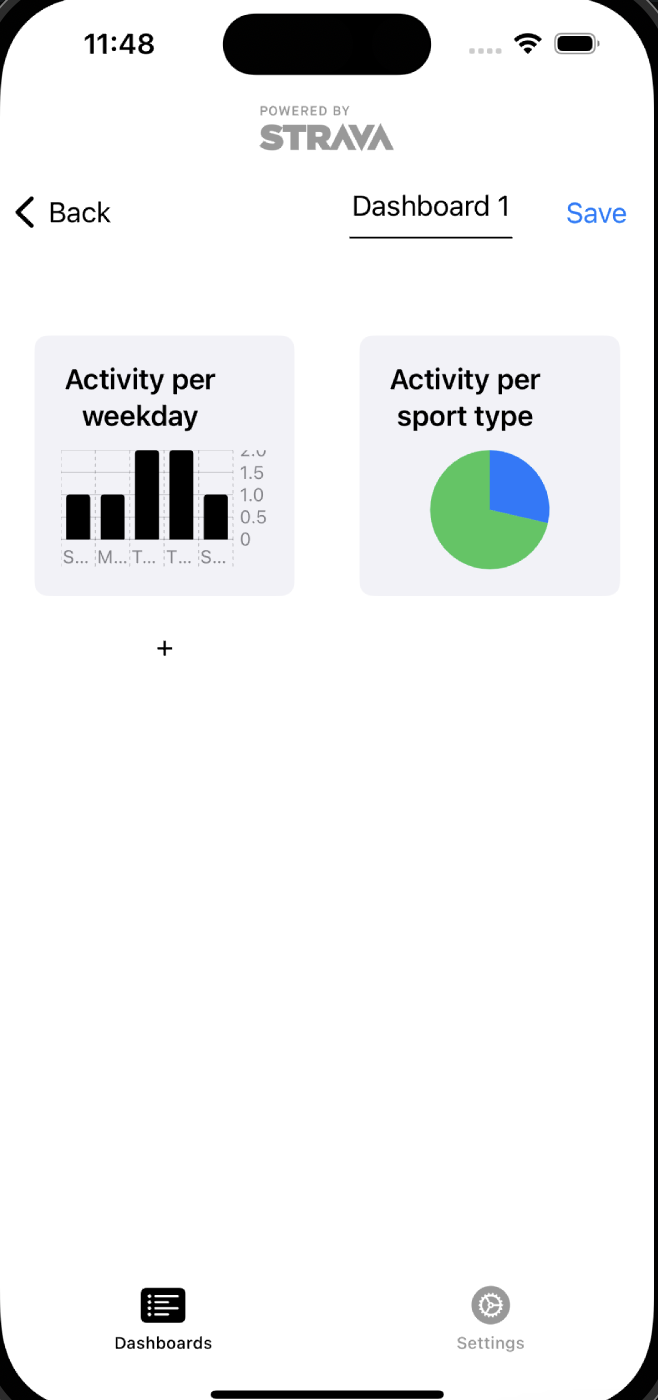 11:48
POWERED BY
STRAVA
Back
Dashboard 1
Save
Activity per
weekday
2.0
1.5
1.0
0.5
0
S... M... T... T... S...
Activity per
sport type
+
Dashboards
Settings